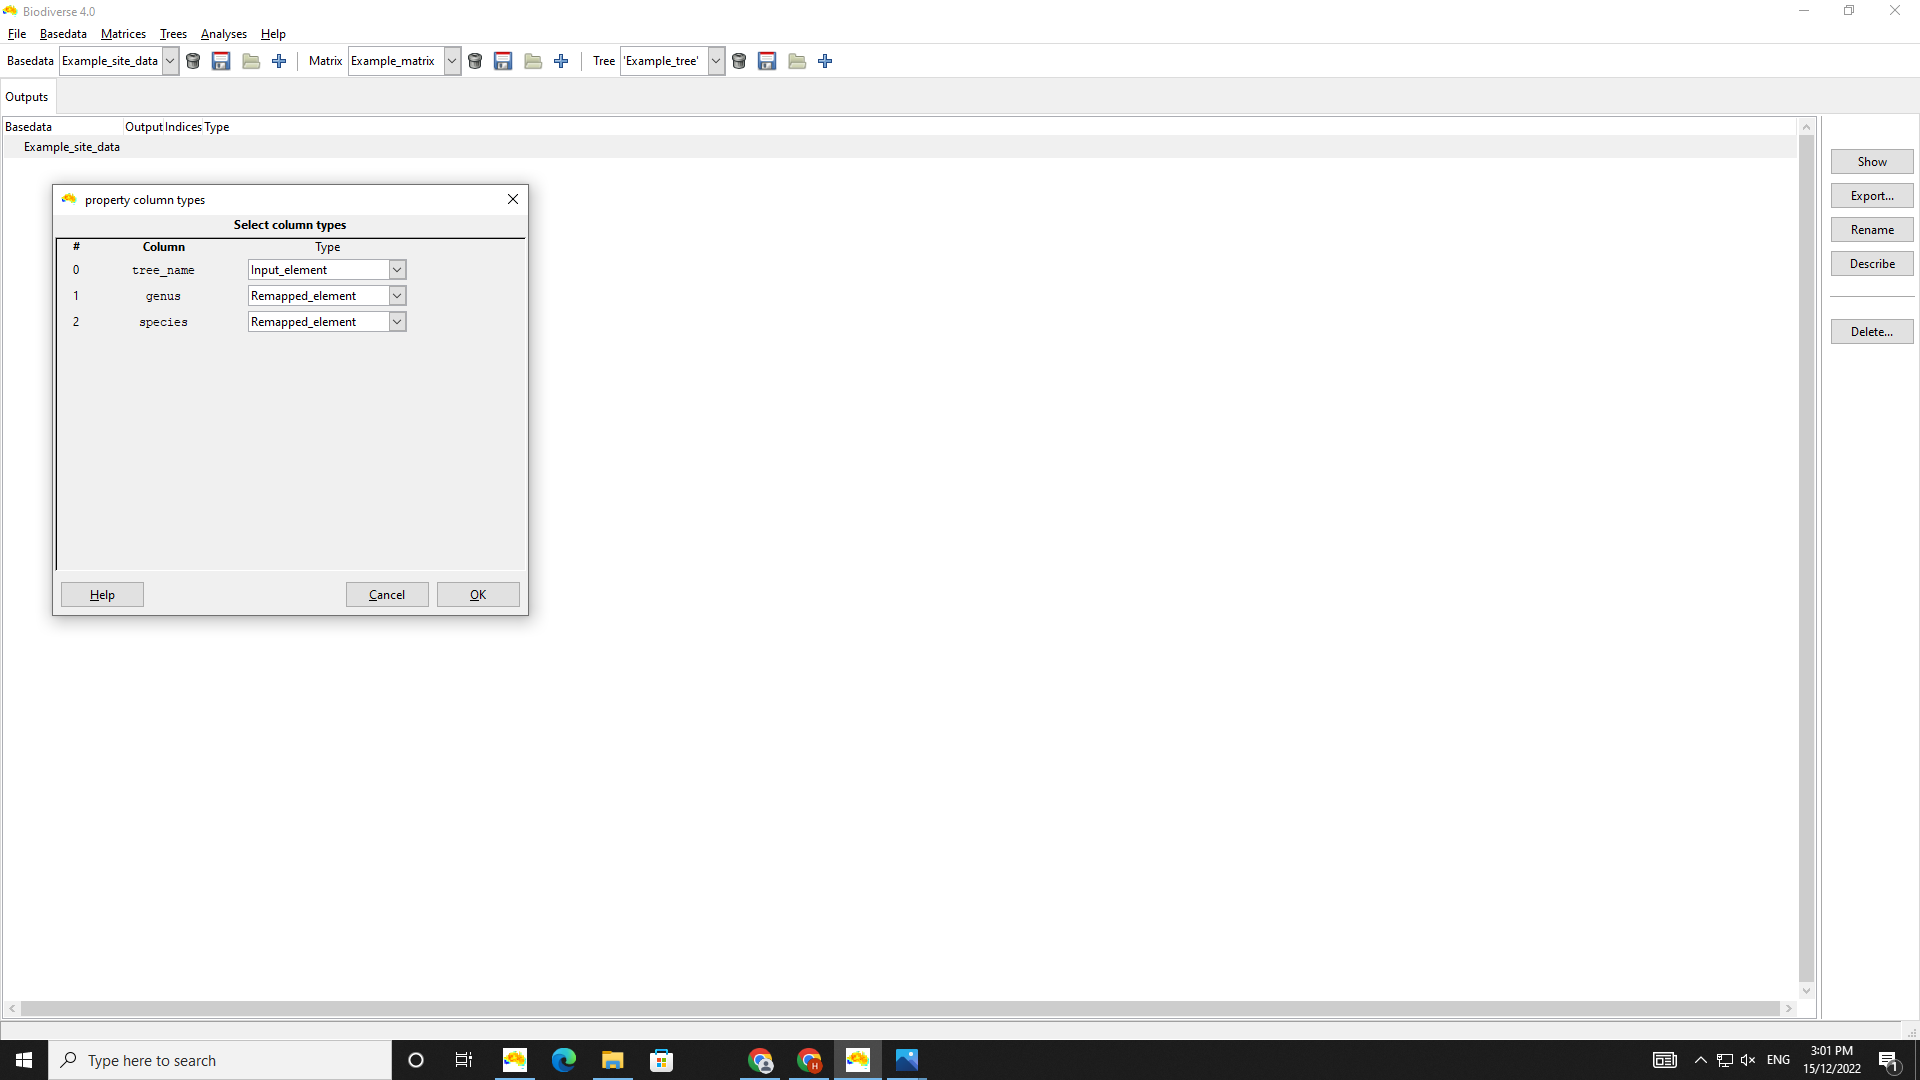 Biodiverse 4.0
File Basedata Matrices Trees Analyses Help
Basedata Example_site_data Matrix Example_matrix Tree 'Example_tree'
Outputs
Basedata Output Indices Type
Example_site_data
Show
Export...
Rename
Describe
Delete...
property column types
Select column types
# Column Type
0 tree_name Input_element
1 genus Remapped_element
2 species Remapped_element
Help Cancel OK
Type here to search
H
ENG
3:01 PM
15/12/2022
1